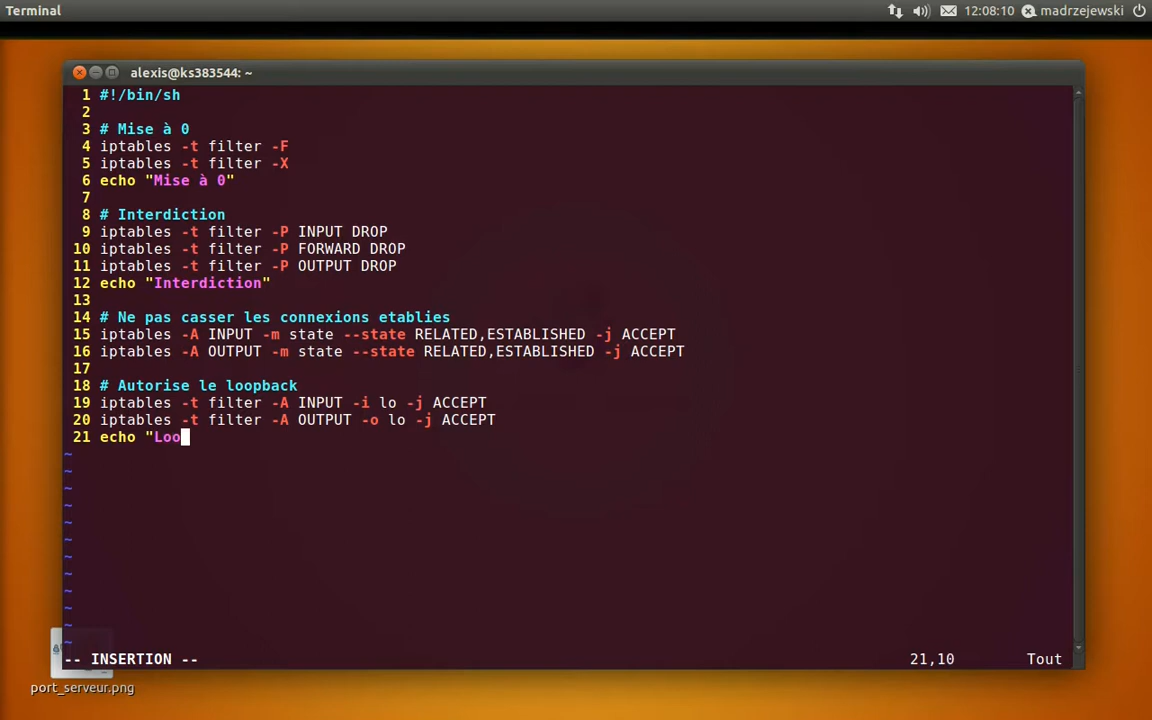 Terminal
12:08:10 madrzejewski
alexis@ks383544: ~
1 #!/bin/sh
2
3 # Mise à 0
4 iptables -t filter -F
5 iptables -t filter -X
6 echo "Mise à 0"
7
8 # Interdiction
9 iptables -t filter -P INPUT DROP
10 iptables -t filter -P FORWARD DROP
11 iptables -t filter -P OUTPUT DROP
12 echo "Interdiction"
13
14 # Ne pas casser les connexions etablies
15 iptables -A INPUT -m state --state RELATED,ESTABLISHED -j ACCEPT
16 iptables -A OUTPUT -m state --state RELATED,ESTABLISHED -j ACCEPT
17
18 # Autorise le loopback
19 iptables -t filter -A INPUT -i lo -j ACCEPT
20 iptables -t filter -A OUTPUT -o lo -j ACCEPT
21 echo "Loo
~
~
~
~
~
~
~
~
~
~
~
~
-- INSERTION -- 21,10 Tout
port_serveur.png